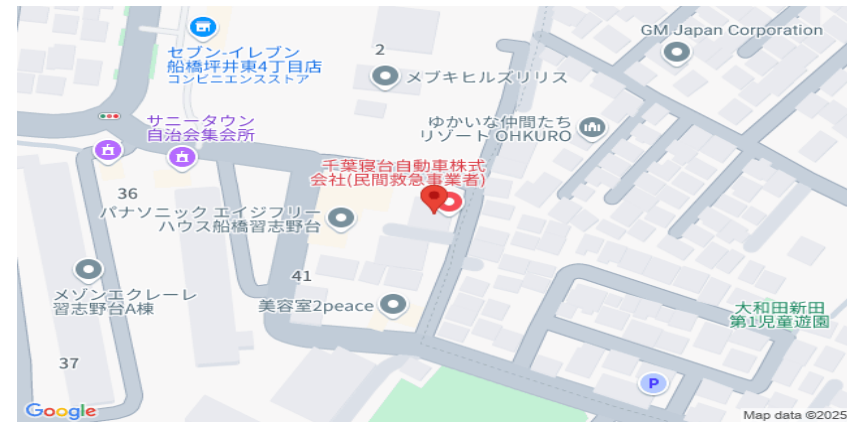 GM Japan Corporation
セブン-イレブン
船橋坪井東4丁目店
コンビニエンスストア
2
メブキヒルズリリス
サニータウン
自治会集会所
ゆかいな仲間たち
リゾート OHKURO
千葉寝台自動車株式
会社(民間救急事業者)
36
パナソニック エイジフリー
ハウス船橋習志野台
41
メゾンエクレーレ
習志野台A棟
美容室2peace
大和田新田
第1児童遊園
37
P
Google
Map data ©2025